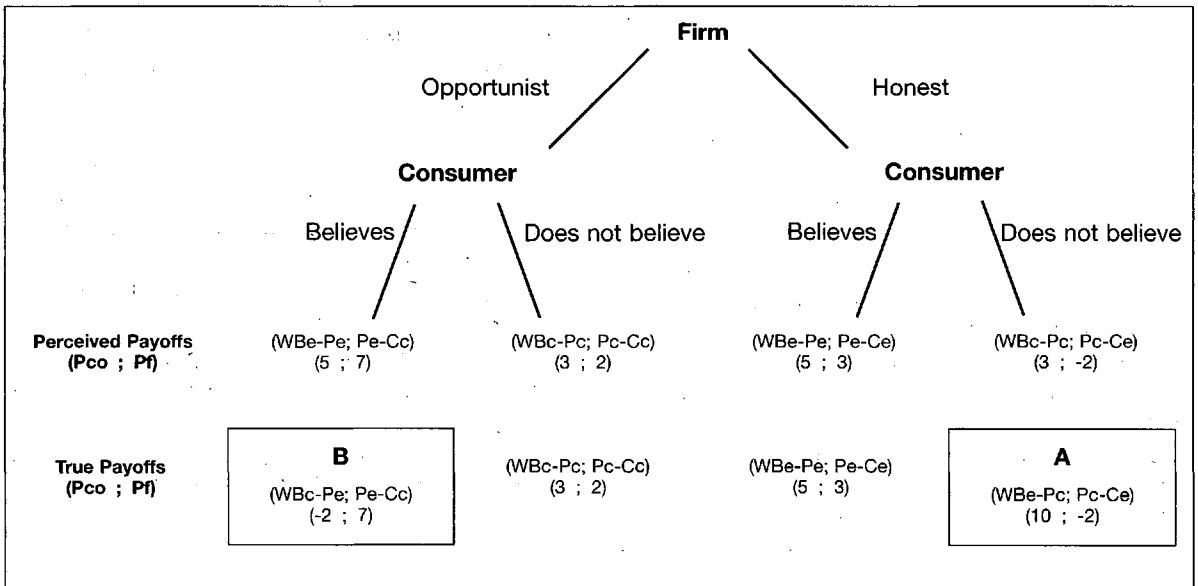 Firm
Opportunist Honest
Consumer Consumer
Believes Does not believe Believes Does not believe
Perceived Payoffs (WBe-Pe; Pe-Cc) (WBc-Pc; Pc-Cc) (WBe-Pe; Pe-Ce) (WBc-Pc; Pc-Ce)
(Pco ; Pf) (5 ; 7) (3 ; 2) (5 ; 3) (3 ; -2)
B A
True Payoffs (WBc-Pc; Pc-Cc) (WBe-Pe; Pe-Ce)
(Pco ; Pf) (3 ; 2) (5 ; 3)
(WBc-Pe; Pe-Cc) (WBe-Pc; Pc-Ce)
(-2 ; 7) (10 ; -2)